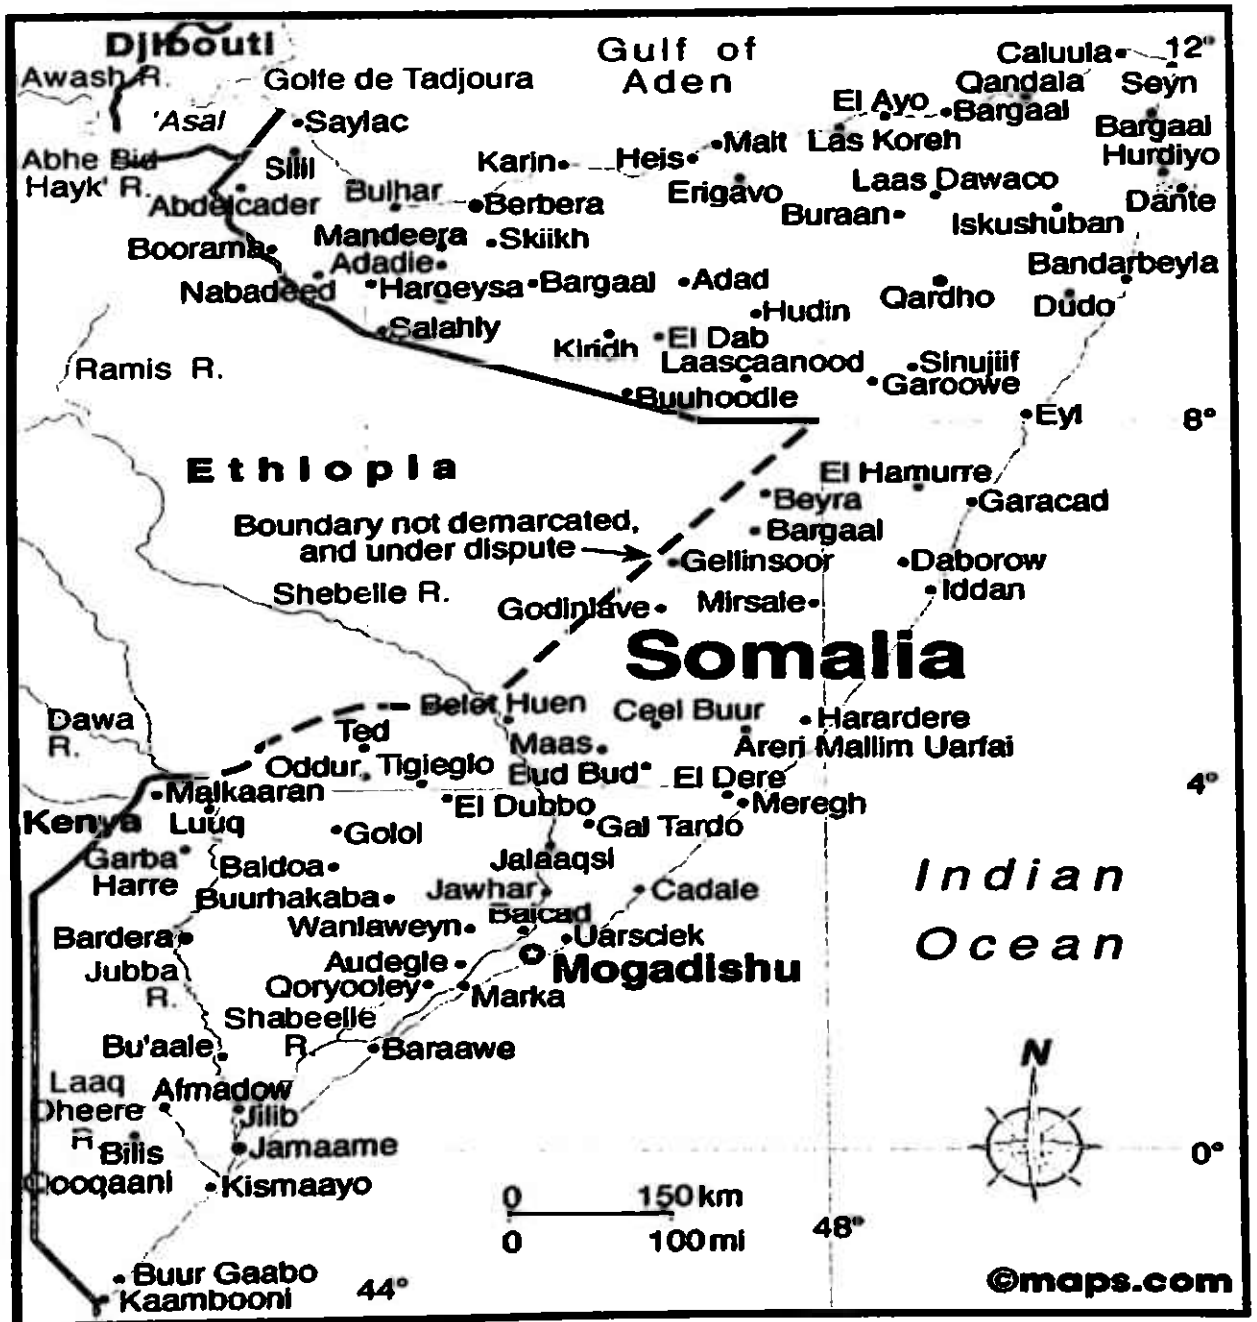 Djibouti
Gulf of
Aden
Caluula
12°
Awash R.
Golfe de Tadjoura
Qandala
Seyn
El Ayo
Bargaal
'Asal
Saylac
Malt
Las Koreh
Bargaal
Abhe Bid
Hayk' R.
Silil
Karin
Heis
Hurdiyo
Abdelcader
Bulhar
Berbera
Erigavo
Laas Dawaco
Dante
Buraan
Iskushuban
Boorama
Mandeera
Skiikh
Adadle
Bandarbeyla
Nabadeed
Hargeysa
Bargaal
Adad
Qardho
Dudo
Hudin
Salahly
Kiridh
El Dab
Ramis R.
Laascaanood
Sinujiif
Garoowe
Buuhoodle
Eyl
8°
Ethiopia
El Hamurre
Beyra
Garacad
Boundary not demarcated,
and under dispute
Bargaal
Gellinsoor
Daborow
Shebelle R.
Iddan
Godinlave
Mirsale
Somalia
Belet Huen
Ceel Buur
Harardere
Dawa
R.
Ted
Maas
Areri Mallim Uarfai
Oddur
Tigieglo
Bud Bud
El Dere
4°
Malkaaran
El Dubbo
Meregh
Kenya
Luuq
Golol
Gal Tardo
Garba
Harre
Baidoa
Jalaaqsi
Indian
Ocean
Buurhakaba
Jawhar
Cadale
Wanlaweyn
Balcad
Bardera
Uarsciek
Jubba
R.
Audegle
Mogadishu
Qoryooley
Marka
Shabeelle
R.
Bu'aale
Baraawe
N
Laaq
Dheere
R
Afmadow
Jilib
Bilis
Qooqaani
Jamaame
0°
Kismaayo
0 150 km
0 100 mi
48°
Buur Gaabo
Kaambooni
44°
©maps.com